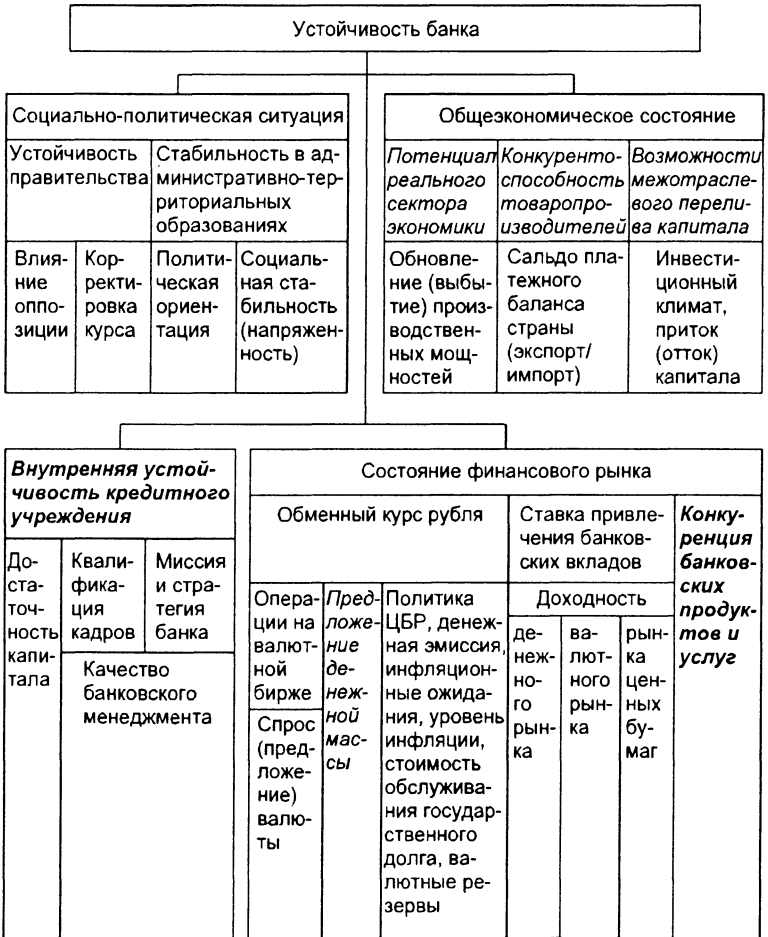 Устойчивость банка
Социально-политическая ситуация
Устойчивость
правительства
Стабильность в ад-
министративно-тер-
риториальных
образованиях
Влия-
ние
оппо-
зиции
Кор-
ректи-
ровка
курса
Полити-
ческая
ориен-
тация
Социаль-
ная ста-
бильность
(напряжен-
ность)
Общеэкономическое состояние
Потенциал
реального
сектора
экономики
Конкуренто-
способность
товаропро-
изводителей
Возможности
межотрасле-
вого перели-
ва капитала
Обновле-
ние (выбы-
тие) произ-
водствен-
ных мощ-
ностей
Сальдо пла-
тежного
баланса
страны
(экспорт/
импорт)
Инвести-
ционный
климат,
приток
(отток)
капитала
Внутренняя устой-
чивость кредитного
учреждения
До-
ста-
точ-
ность
капи-
тала
Квали-
фика-
ция
кадров
Миссия
и стра-
тегия
банка
Качество
банковского
менеджмента
Состояние финансового рынка
Обменный курс рубля
Опера-
ции на
валют-
ной
бирже
Спрос
(пред-
ложе-
ние)
валю-
ты
Пред-
ложе-
ние
де-
неж-
ной
мас-
сы
Политика
ЦБР, денеж-
ная эмиссия,
инфляцион-
ные ожида-
ния, уровень
инфляции,
стоимость
обслужива-
ния государ-
ственного
долга, ва-
лютные ре-
зервы
Ставка привле-
чения банков-
ских вкладов
Доходность
де-
неж-
но-
го
рын-
ка
ва-
лют-
ного
рын-
ка
рын-
ка
цен-
ных
бу-
маг
Конку-
ренция
банков-
ских
продук-
тов и
услуг